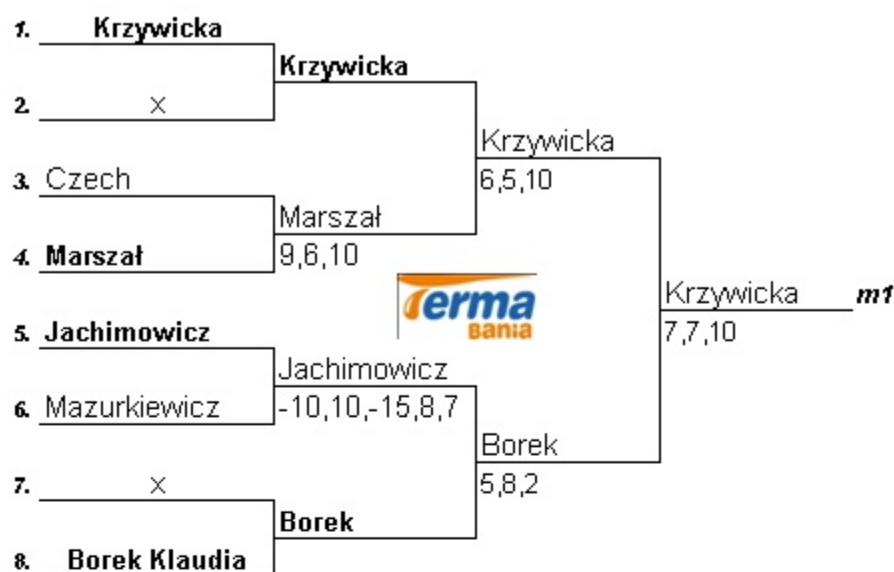 1. Krzywicka
Krzywicka
2. X
Krzywicka
6,5,10
3. Czech
Marszał
9,6,10
4. Marszał
Terma
BANIA
Krzywicka m1
7,7,10
5. Jachimowicz
Jachimowicz
-10,10,-15,8,7
6. Mazurkiewicz
Borek
5,8,2
7. X
Borek
8. Borek Klaudia